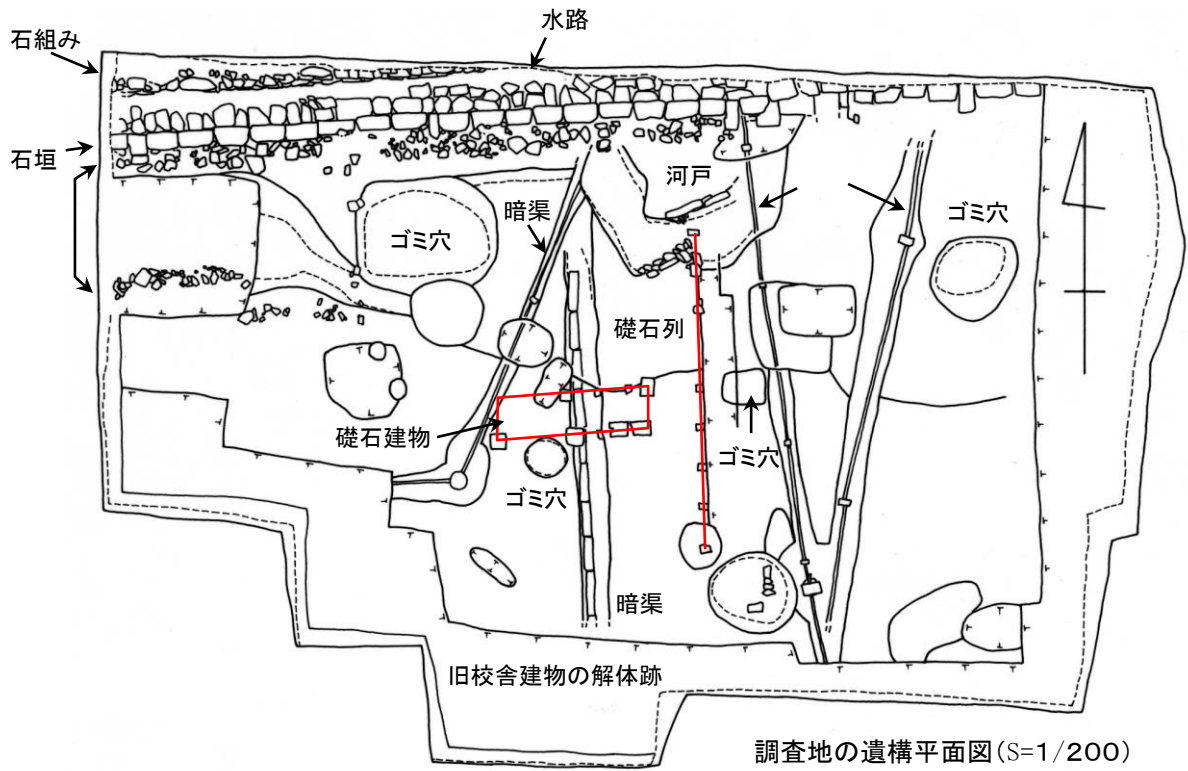 水路
石組み
石垣
河戸
暗渠
ゴミ穴
ゴミ穴
礎石列
礎石建物
ゴミ穴
ゴミ穴
暗渠
旧校舎建物の解体跡
調査地の遺構平面図(S=1/200)